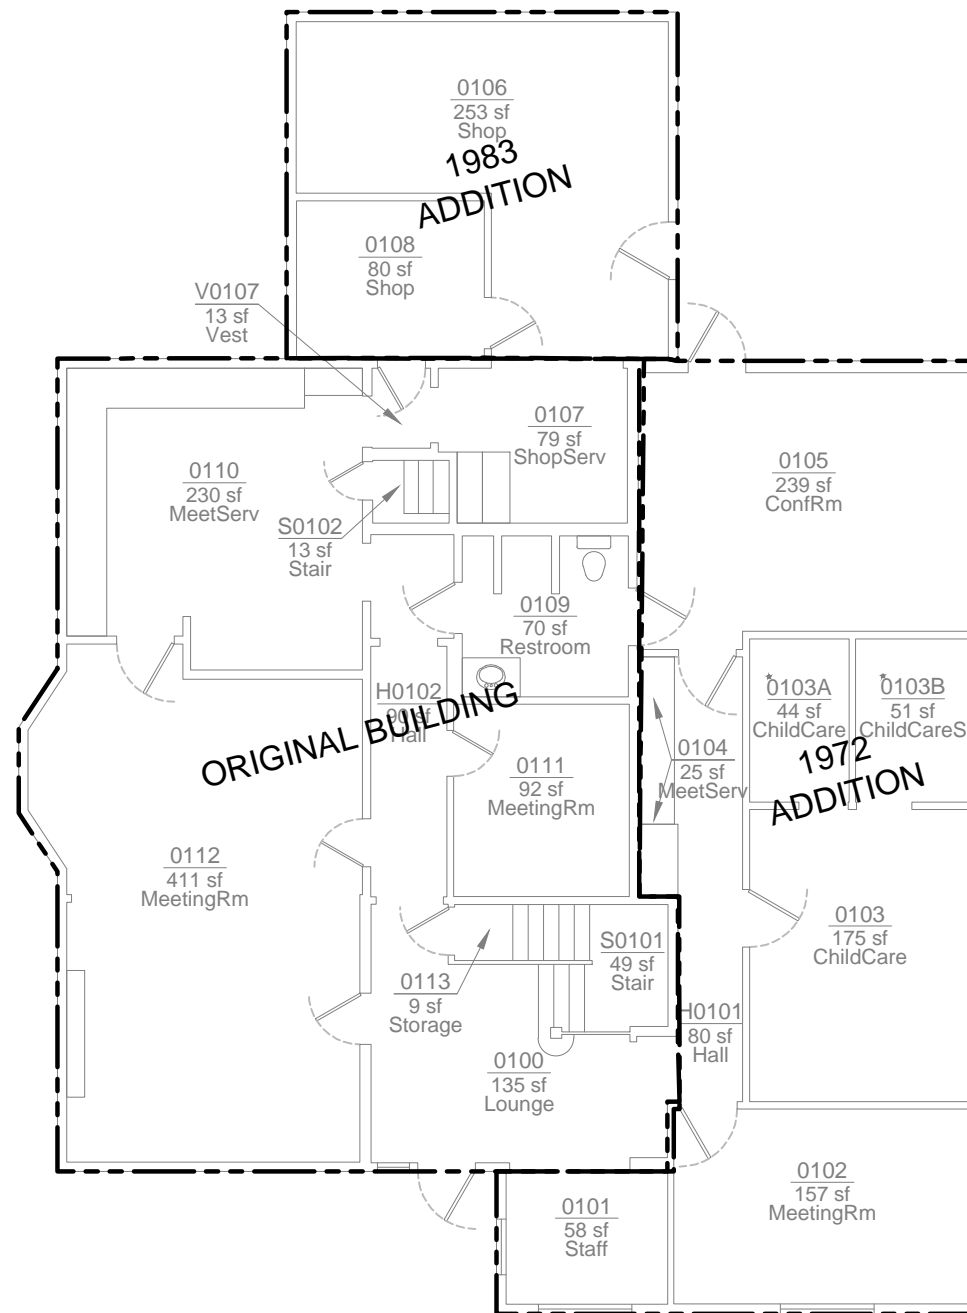 0106
253 sf
Shop
1983
ADDITION
0108
80 sf
Shop
V0107
13 sf
Vest
0107
79 sf
ShopServ
0110
230 sf
MeetServ
0105
239 sf
ConfRm
S0102
13 sf
Stair
0109
70 sf
Restroom
0103A
44 sf
ChildCare
0103B
51 sf
ChildCareS
H0102
90 sf
Hall
ORIGINAL BUILDING
0104
25 sf
MeetServ
1972
ADDITION
0111
92 sf
MeetingRm
0112
411 sf
MeetingRm
0103
175 sf
ChildCare
S0101
49 sf
Stair
0113
9 sf
Storage
H0101
80 sf
Hall
0100
135 sf
Lounge
0102
157 sf
MeetingRm
0101
58 sf
Staff